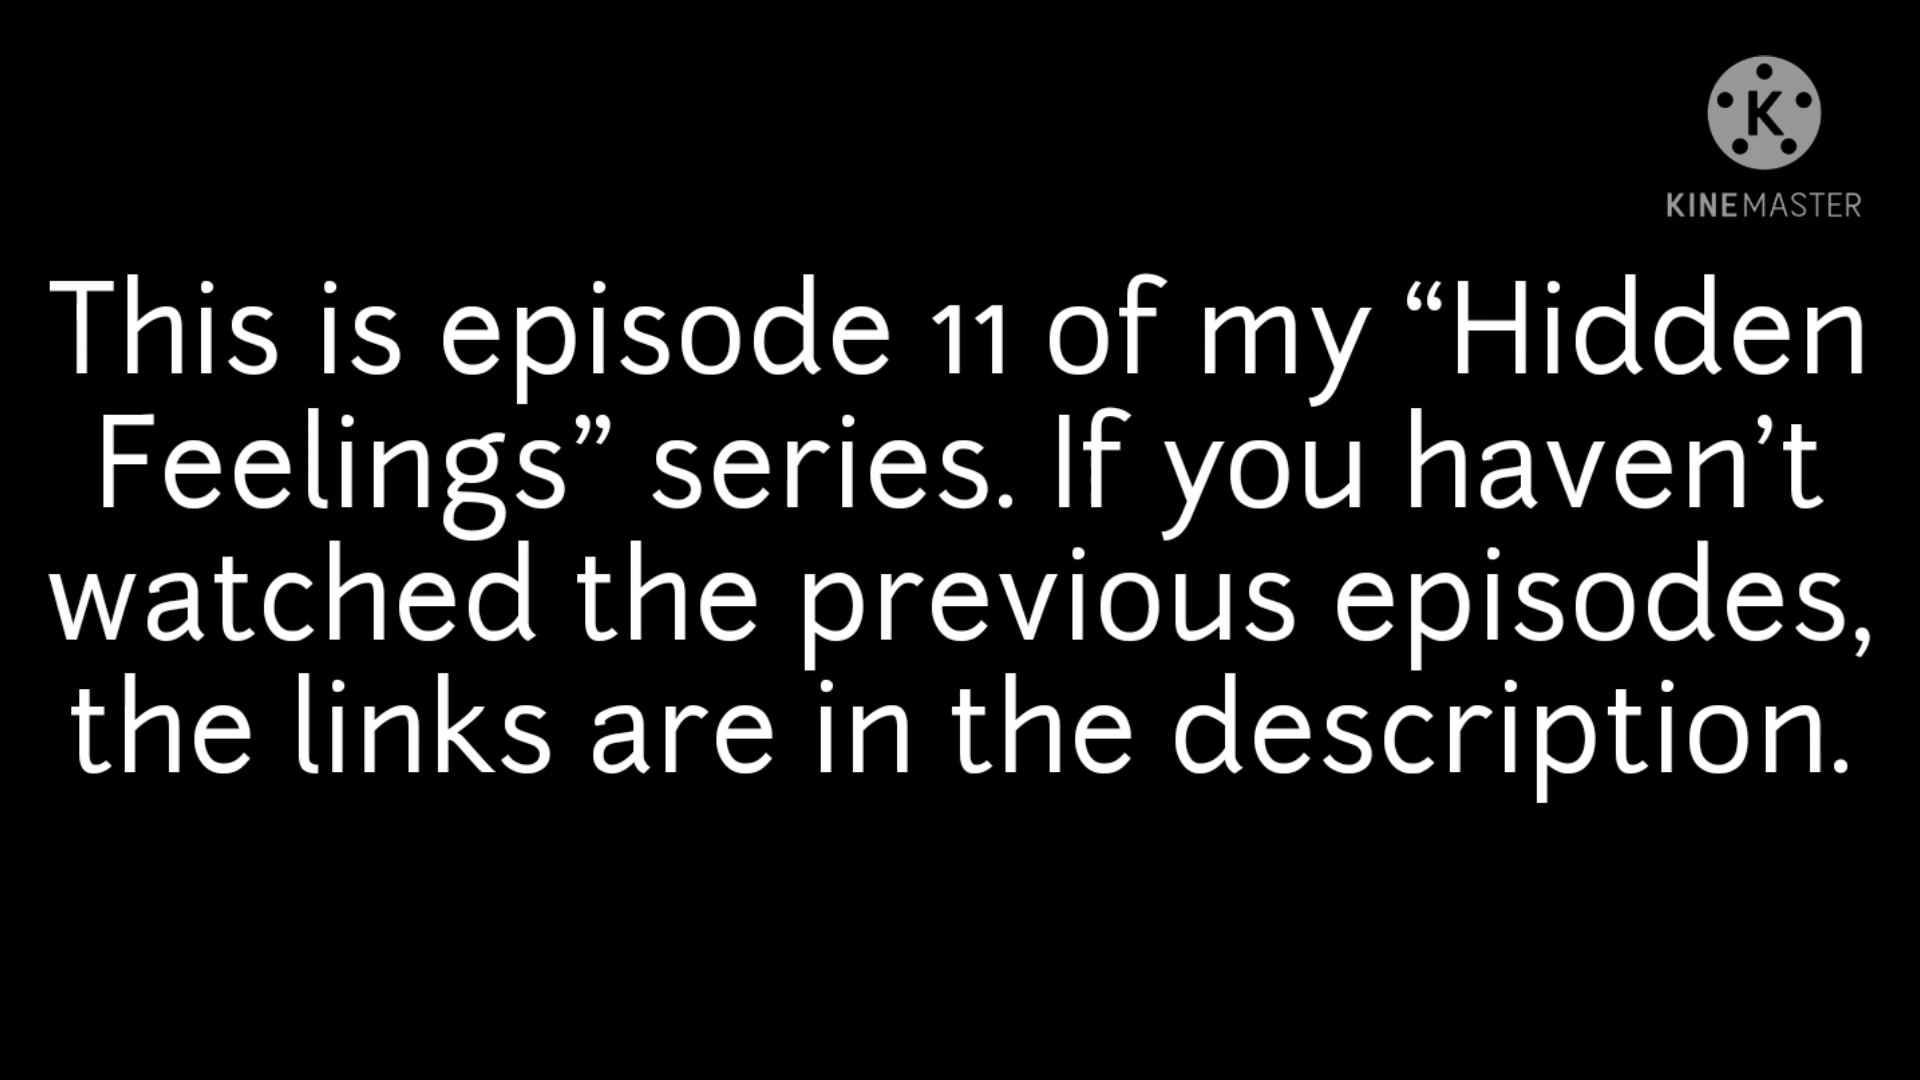 K
KINEMASTER
This is episode 11 of my “Hidden
Feelings” series. If you haven’t
watched the previous episodes,
the links are in the description.